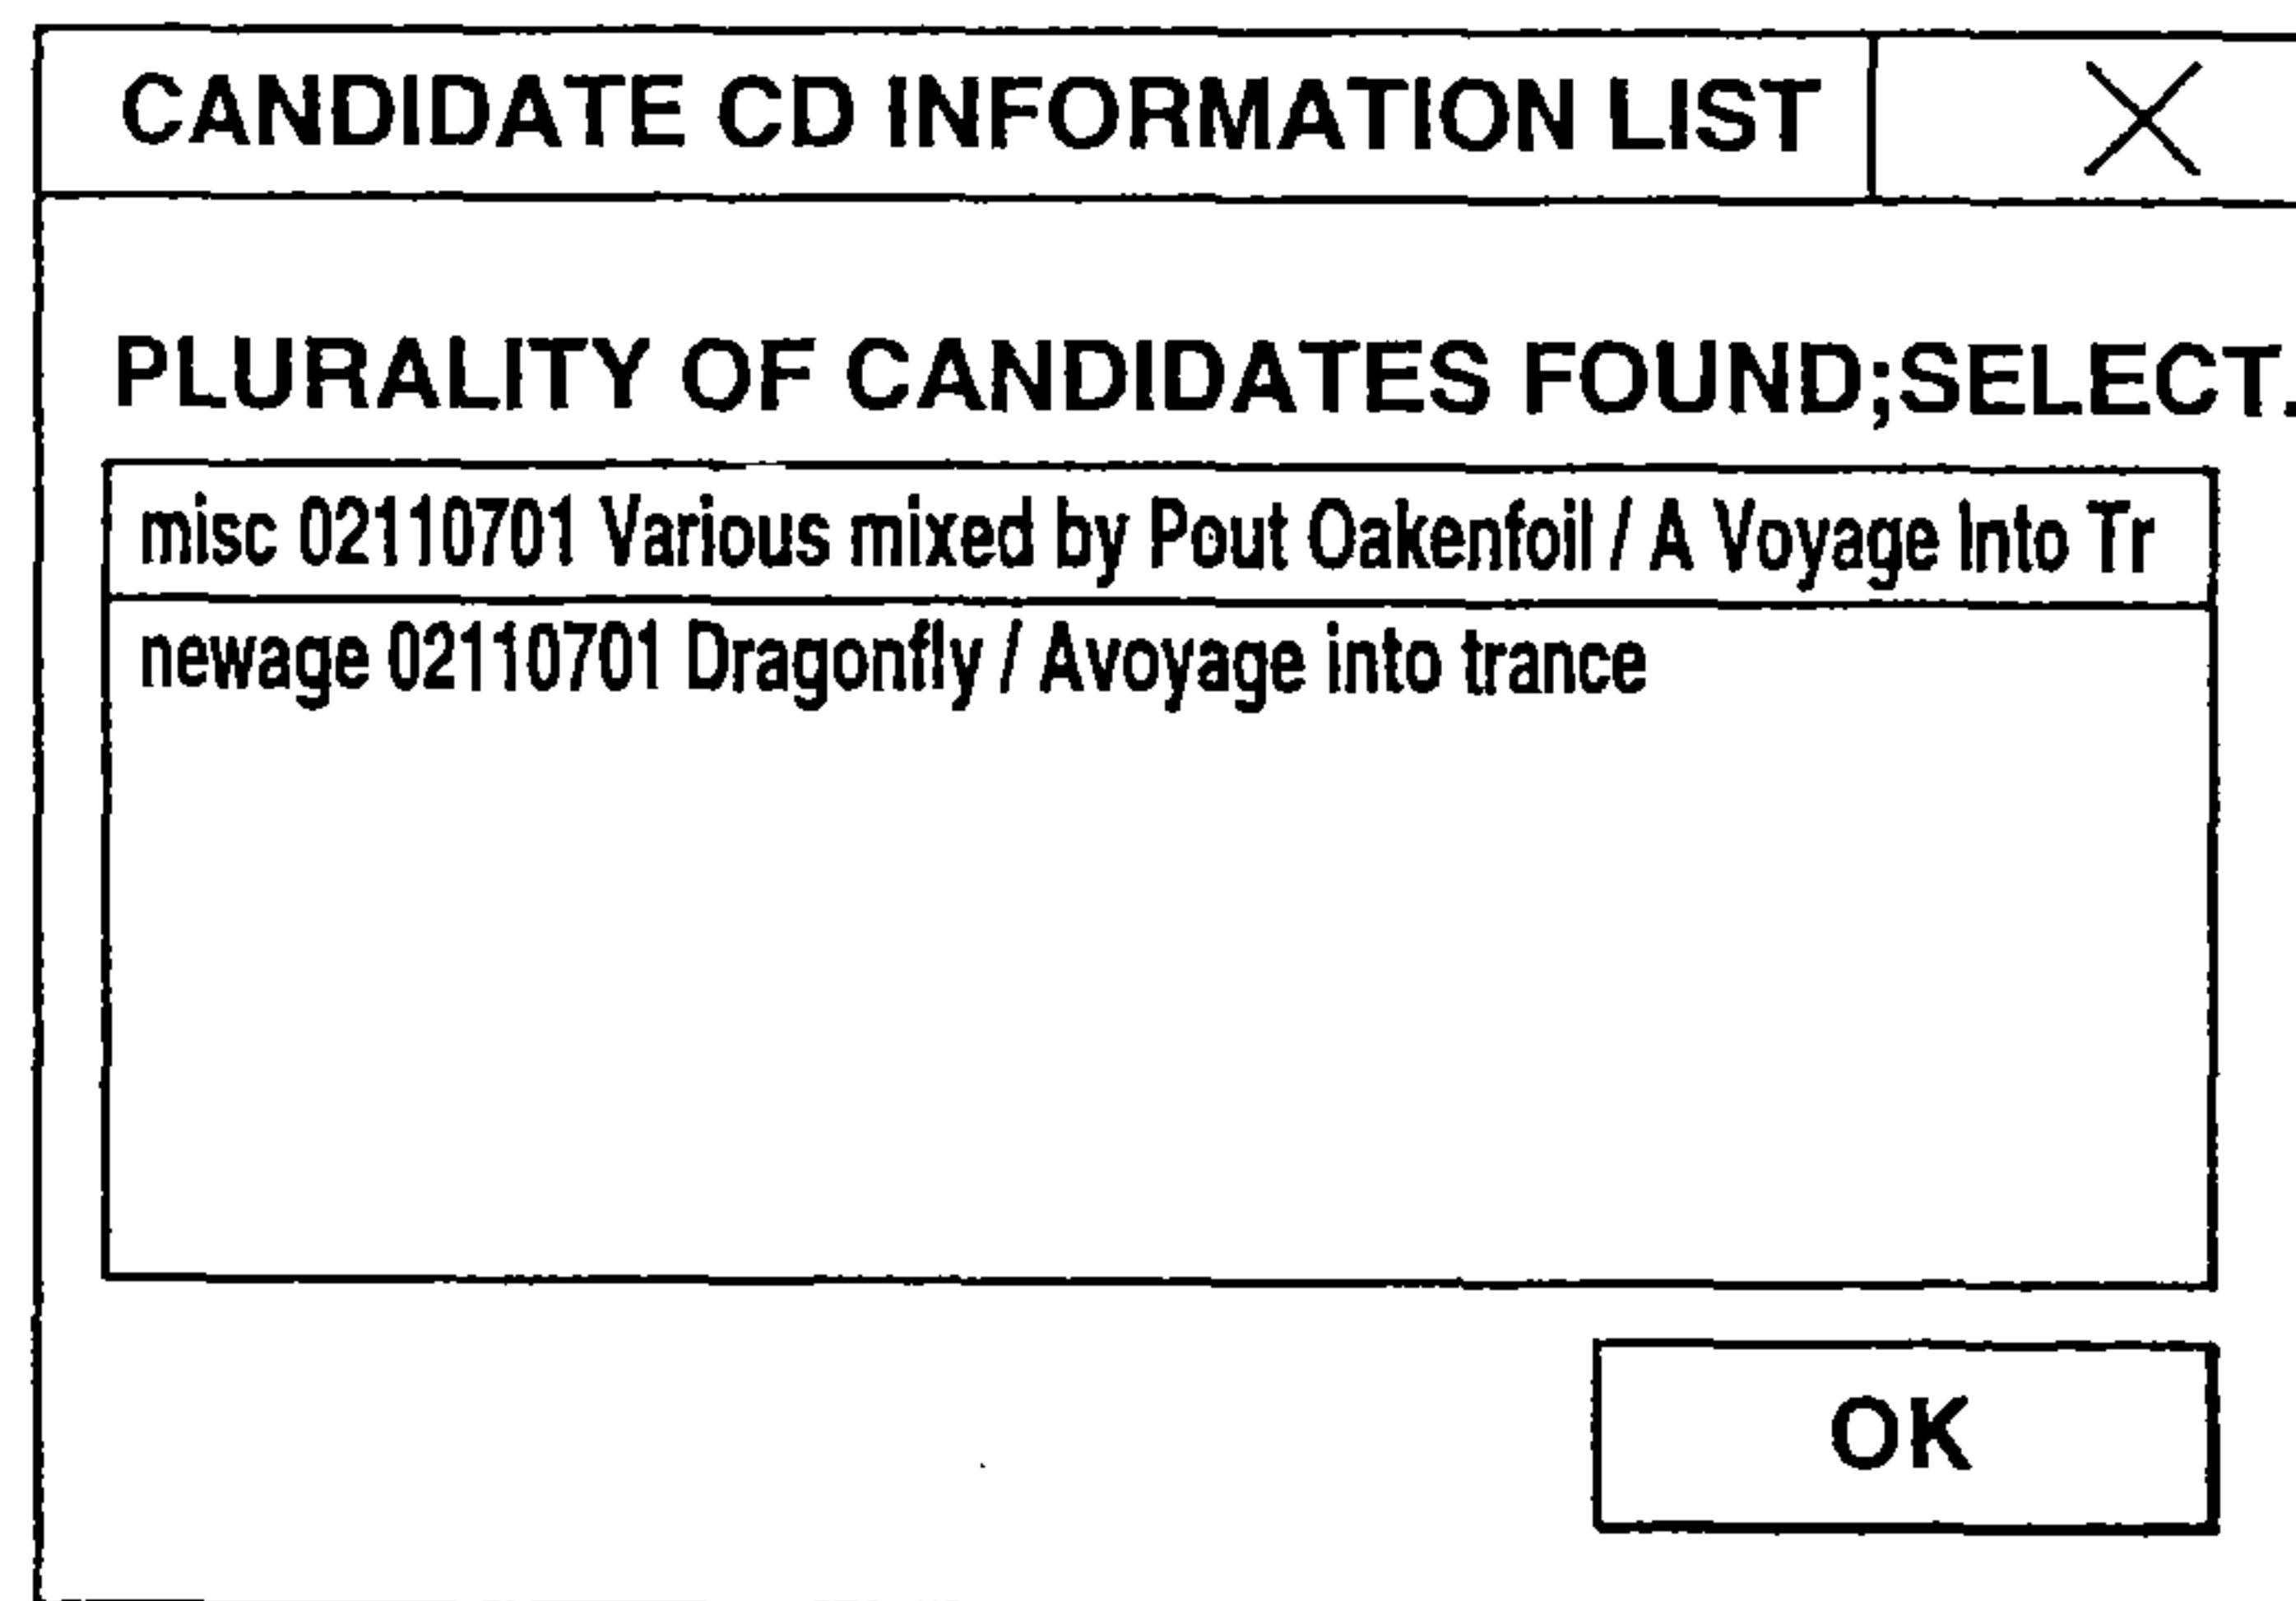 CANDIDATE CD INFORMATION LIST
PLURALITY OF CANDIDATES FOUND;SELECT.
misc 02110701 Various mixed by Pout Oakenfoil / A Voyage Into Tr
newage 02110701 Dragonfly / Avoyage into trance
OK